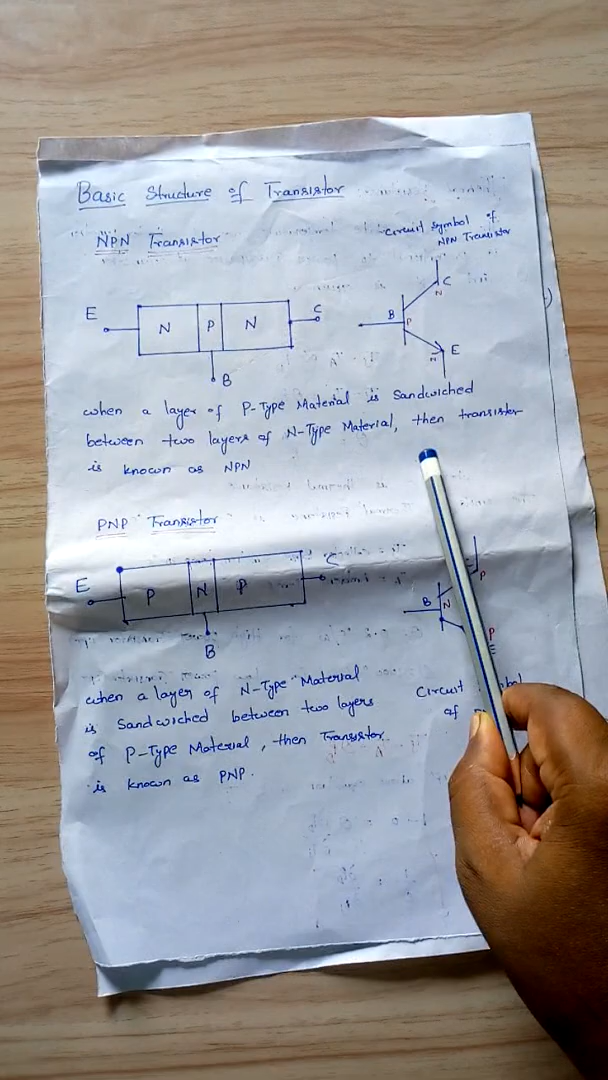 Basic Structure of Transistor
NPN Transistor
circuit symbol of
NPN Transistor
E
N P N
C
B
C
N
B
P
N
E
when a layer of P-Type Material is Sandwiched
between two layers of N-Type Material, then transistor
is known as NPN
PNP Transistor
E
P N P
C
B
P
B
N
P
E
when a layer of N-Type Material
is Sandwiched between two layers
of P-Type Material, then Transistor
is known as PNP.
Circuit
of